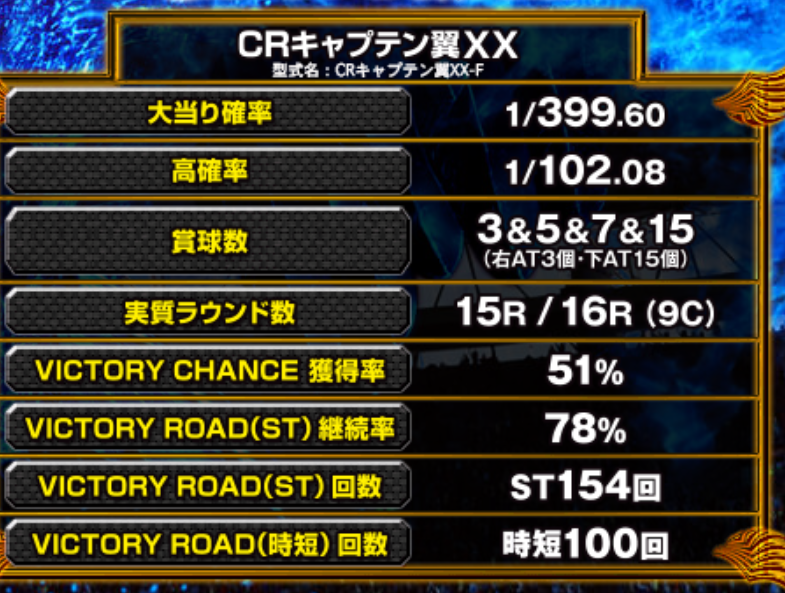 CRキャプテン翼XX
型式名：CRキャプテン翼XX-F
大当り確率 1/399.60
高確率 1/102.08
賞球数 3&5&7&15
（右AT3個・下AT15個）
実質ラウンド数 15R / 16R（9C）
VICTORY CHANCE 獲得率 51%
VICTORY ROAD（ST）継続率 78%
VICTORY ROAD（ST）回数 ST154回
VICTORY ROAD（時短）回数 時短100回